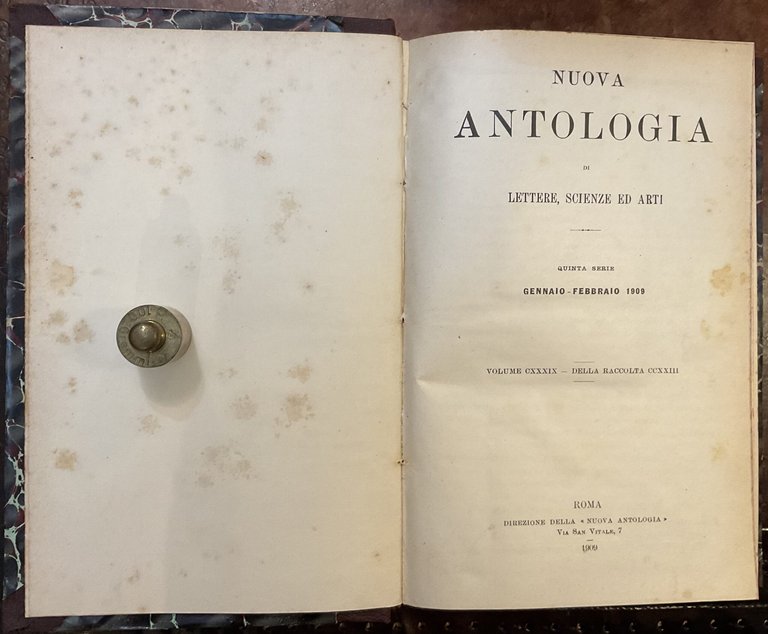 NUOVA
ANTOLOGIA
DI
LETTERE, SCIENZE ED ARTI
QUINTA SERIE
GENNAIO-FEBBRAIO 1909
VOLUME CXXXIX — DELLA RACCOLTA CCXXIII
ROMA
DIREZIONE DELLA « NUOVA ANTOLOGIA »
VIA SAN VITALE, 7
1909